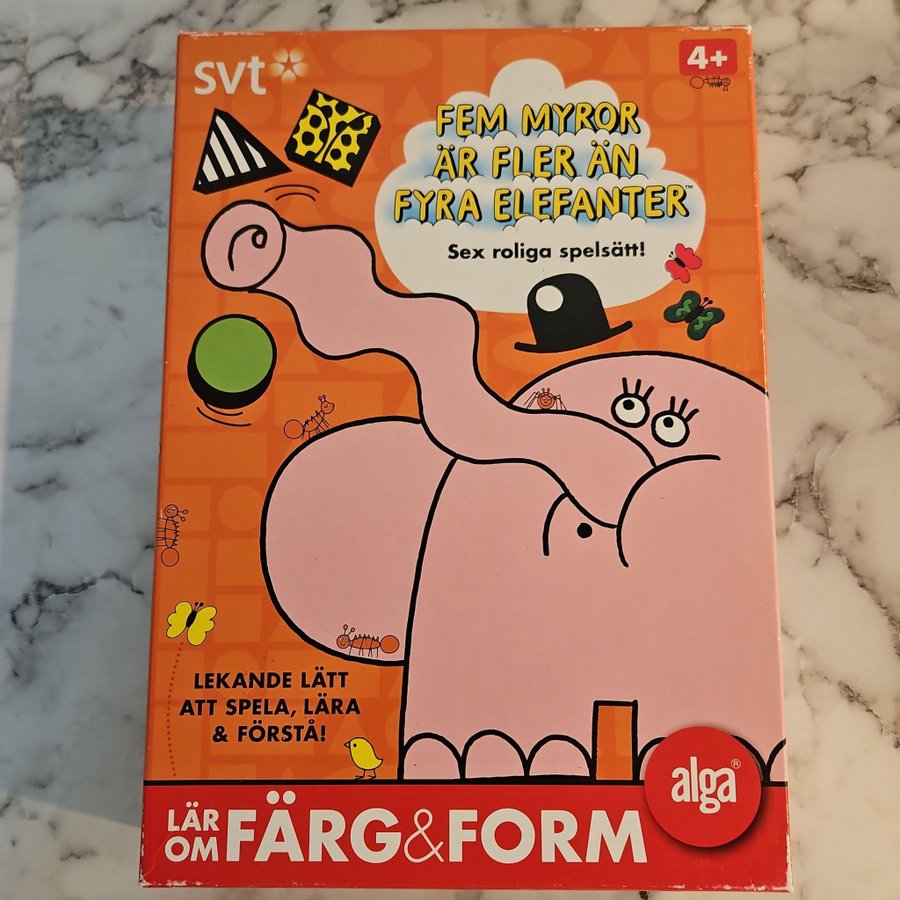 svt
4+
FEM MYROR
ÄR FLER ÄN
FYRA ELEFANTER™
Sex roliga spelsätt!
LEKANDE LÄTT
ATT SPELA, LÄRA
& FÖRSTÅ!
alga®
LÄR OM FÄRG&FORM